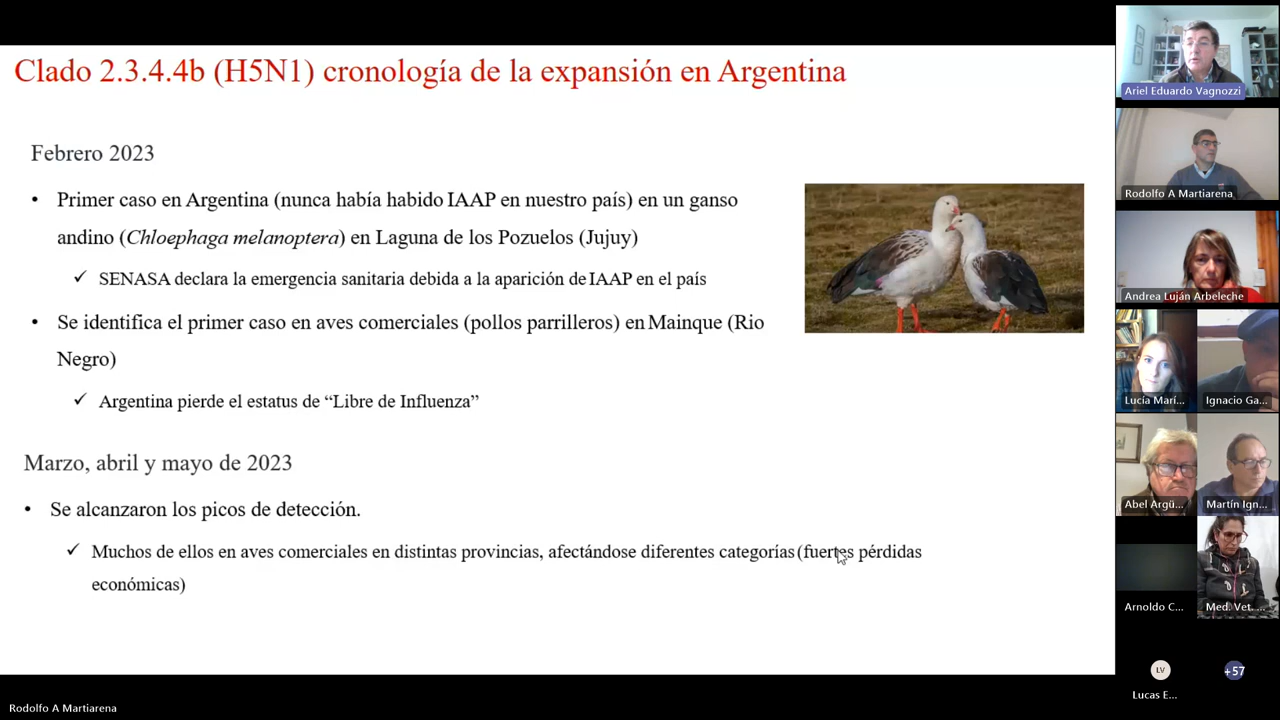 Clado 2.3.4.4b (H5N1) cronología de la expansión en Argentina
Febrero 2023
• Primer caso en Argentina (nunca había habido IAAP en nuestro país) en un ganso
andino (Chloephaga melanoptera) en Laguna de los Pozuelos (Jujuy)
✓ SENASA declara la emergencia sanitaria debida a la aparición de IAAP en el país
• Se identifica el primer caso en aves comerciales (pollos parrilleros) en Mainque (Rio
Negro)
✓ Argentina pierde el estatus de “Libre de Influenza”
Marzo, abril y mayo de 2023
• Se alcanzaron los picos de detección.
✓ Muchos de ellos en aves comerciales en distintas provincias, afectándose diferentes categorías (fuertes pérdidas
económicas)
Ariel Eduardo Vagnozzi
Rodolfo A Martiarena
Andrea Luján Arbeleche
Lucía Marí...
Ignacio Ga...
Abel Argü...
Martín Ign...
Arnoldo C...
Med. Vet. ...
LV
+57
Lucas E...
Rodolfo A Martiarena